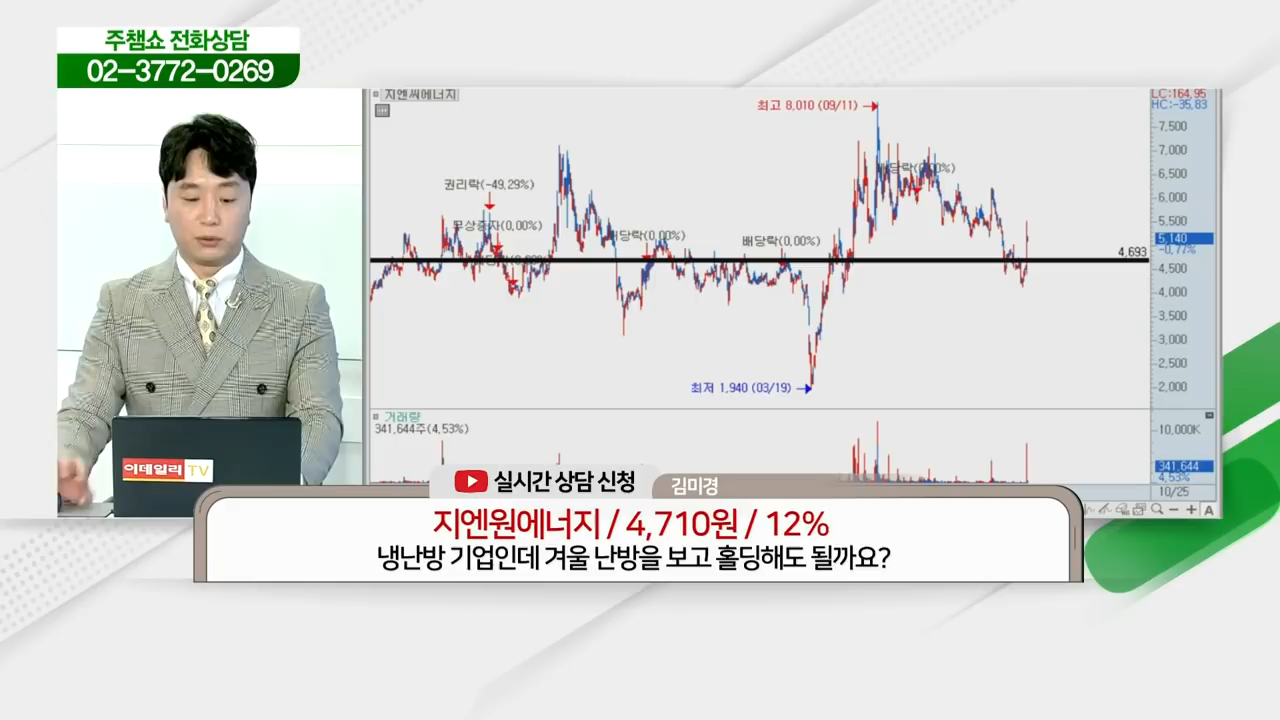 주챔쇼 전화상담
02-3772-0269
지엔씨에너지
LC:164,95
HC:-35,83
최고 8,010 (09/11)
7,500
7,000
6,500
6,000
5,500
5,140
-0,77%
4,500
4,000
3,500
3,000
2,500
2,000
배당락(0,00%)
권리락(-49,29%)
무상증자(0,00%)
배당락(0,00%)
배당락(0,00%)
4,693
최저 1,940 (03/19)
거래량
341,644주(4,53%)
10,000K
341,644
4,53%
10/25
A
이데일리 TV
실시간 상담 신청
김미경
지엔원에너지 / 4,710원 / 12%
냉난방 기업인데 겨울 난방을 보고 홀딩해도 될까요?